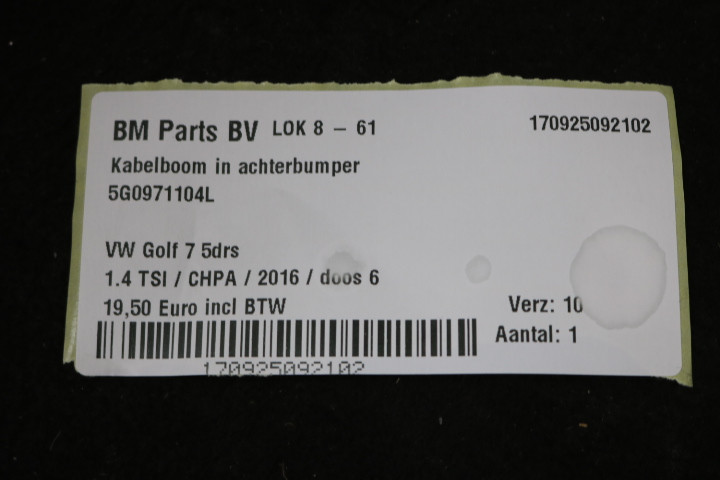 BM Parts BV LOK 8 - 61 170925092102
Kabelboom in achterbumper
5G0971104L
VW Golf 7 5drs
1.4 TSI / CHPA / 2016 / doos 6
19,50 Euro incl BTW Verz: 10
Aantal: 1
170925092102